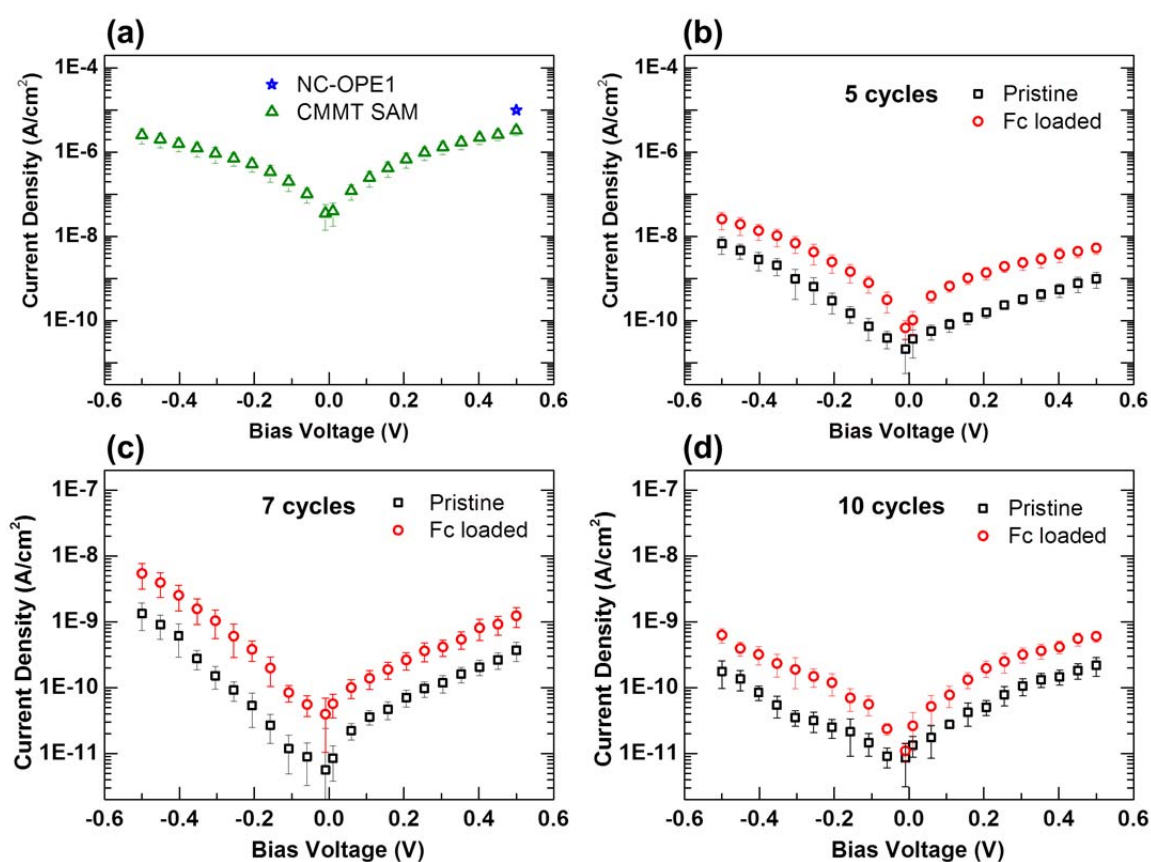 (a)
1E-4
1E-6
1E-8
1E-10
Current Density (A/cm²)
NC-OPE1
CMMT SAM
-0.6 -0.4 -0.2 0.0 0.2 0.4 0.6
Bias Voltage (V)
(b)
1E-4
1E-6
1E-8
1E-10
Current Density (A/cm²)
5 cycles
Pristine
Fc loaded
-0.6 -0.4 -0.2 0.0 0.2 0.4 0.6
Bias Voltage (V)
(c)
1E-7
1E-8
1E-9
1E-10
1E-11
Current Density (A/cm²)
7 cycles
Pristine
Fc loaded
-0.6 -0.4 -0.2 0.0 0.2 0.4 0.6
Bias Voltage (V)
(d)
1E-7
1E-8
1E-9
1E-10
1E-11
Current Density (A/cm²)
10 cycles
Pristine
Fc loaded
-0.6 -0.4 -0.2 0.0 0.2 0.4 0.6
Bias Voltage (V)